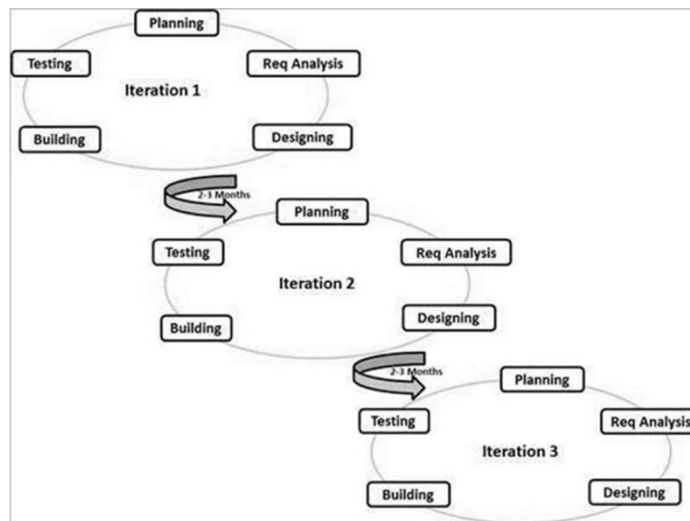 Planning
Testing
Req Analysis
Iteration 1
Building
Designing
2-3 Months
Planning
Testing
Req Analysis
Iteration 2
Building
Designing
2-3 Months
Planning
Testing
Req Analysis
Iteration 3
Building
Designing